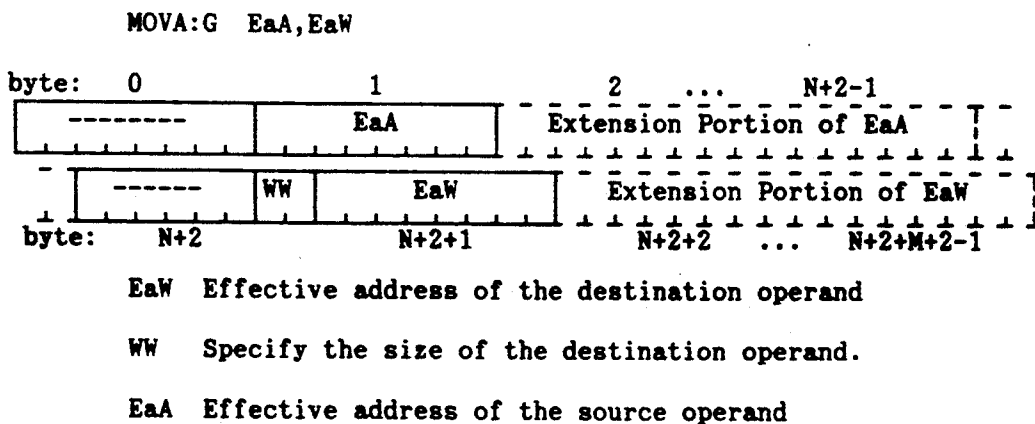 MOVA:G EaA,EaW
byte: 0 1 2 ... N+2-1
-------- EaA Extension Portion of EaA
------ WW EaW Extension Portion of EaW
byte: N+2 N+2+1 N+2+2 ... N+2+M+2-1
EaW Effective address of the destination operand
WW Specify the size of the destination operand.
EaA Effective address of the source operand